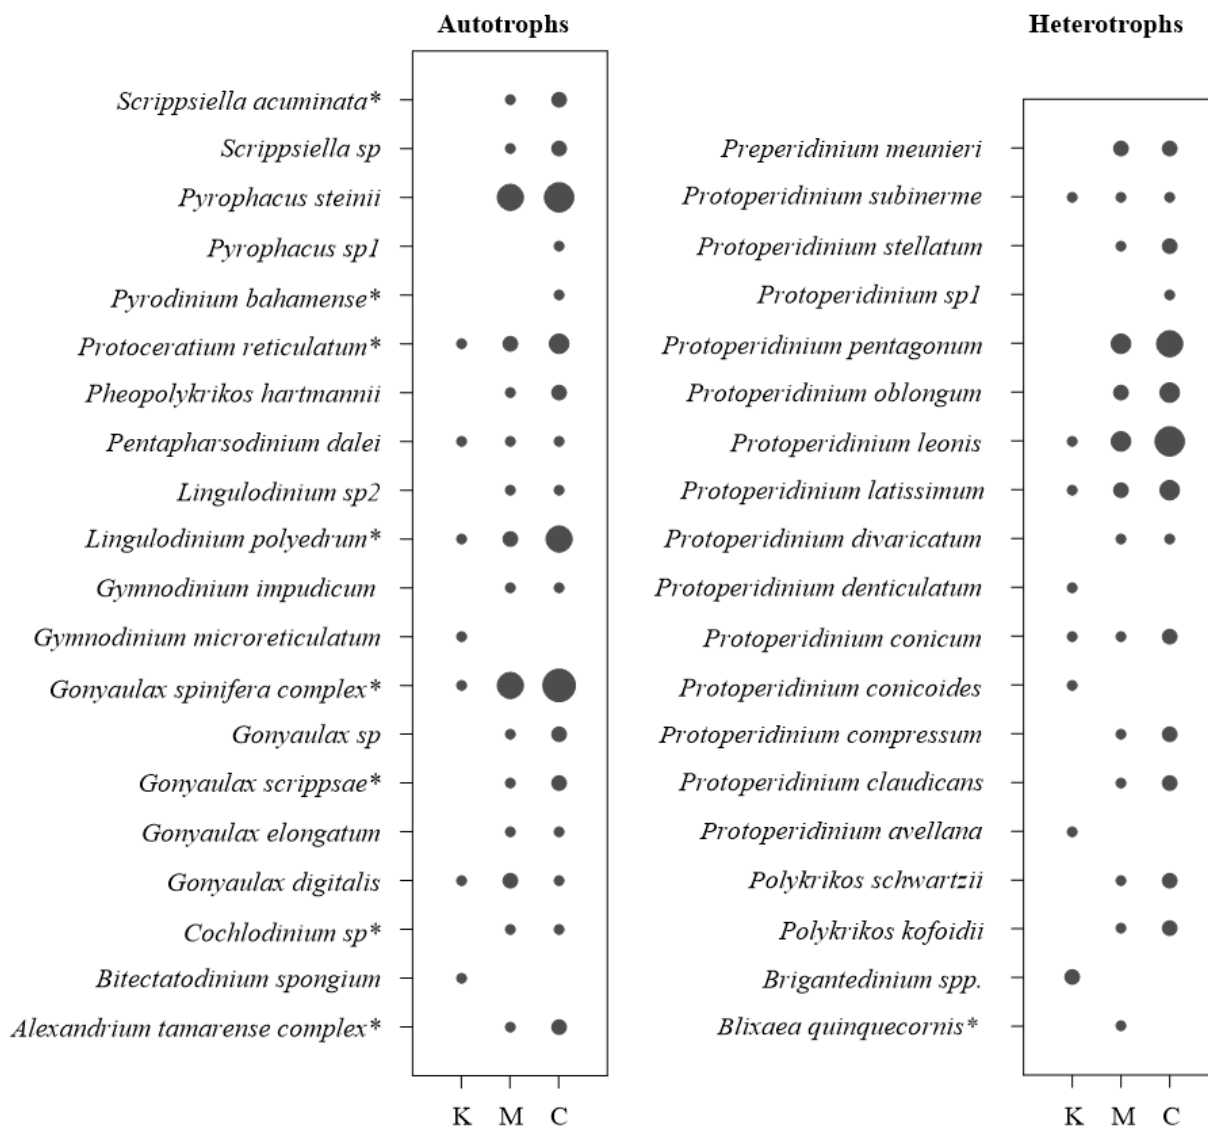 Autotrophs
Scrippsiella acuminata*
Scrippsiella sp
Pyrophacus steinii
Pyrophacus sp1
Pyrodinium bahamense*
Protoceratium reticulatum*
Pheopolykrikos hartmannii
Pentapharsodinium dalei
Lingulodinium sp2
Lingulodinium polyedrum*
Gymnodinium impudicum
Gymnodinium microreticulatum
Gonyaulax spinifera complex*
Gonyaulax sp
Gonyaulax scrippsae*
Gonyaulax elongatum
Gonyaulax digitalis
Cochlodinium sp*
Bitectatodinium spongium
Alexandrium tamarense complex*
K M C
Heterotrophs
Preperidinium meunieri
Protoperidinium subinerme
Protoperidinium stellatum
Protoperidinium sp1
Protoperidinium pentagonum
Protoperidinium oblongum
Protoperidinium leonis
Protoperidinium latissimum
Protoperidinium divaricatum
Protoperidinium denticulatum
Protoperidinium conicum
Protoperidinium conicoides
Protoperidinium compressum
Protoperidinium claudicans
Protoperidinium avellana
Polykrikos schwartzii
Polykrikos kofoidii
Brigantedinium spp.
Blixaea quinquecornis*
K M C